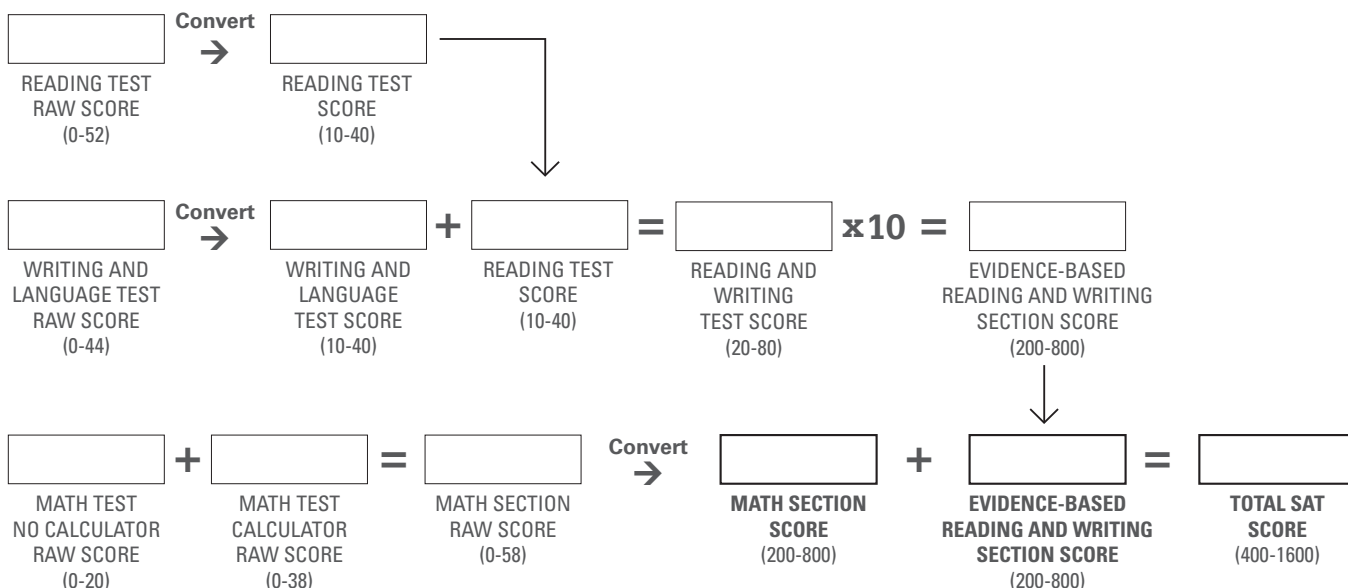 Convert
→
READING TEST
RAW SCORE
(0-52)
READING TEST
SCORE
(10-40)
Convert
→
+
=
x10 =
WRITING AND
LANGUAGE TEST
RAW SCORE
(0-44)
WRITING AND
LANGUAGE
TEST SCORE
(10-40)
READING TEST
SCORE
(10-40)
READING AND
WRITING
TEST SCORE
(20-80)
EVIDENCE-BASED
READING AND WRITING
SECTION SCORE
(200-800)
+
=
Convert
→
+
=
MATH TEST
NO CALCULATOR
RAW SCORE
(0-20)
MATH TEST
CALCULATOR
RAW SCORE
(0-38)
MATH SECTION
RAW SCORE
(0-58)
MATH SECTION
SCORE
(200-800)
EVIDENCE-BASED
READING AND WRITING
SECTION SCORE
(200-800)
TOTAL SAT
SCORE
(400-1600)